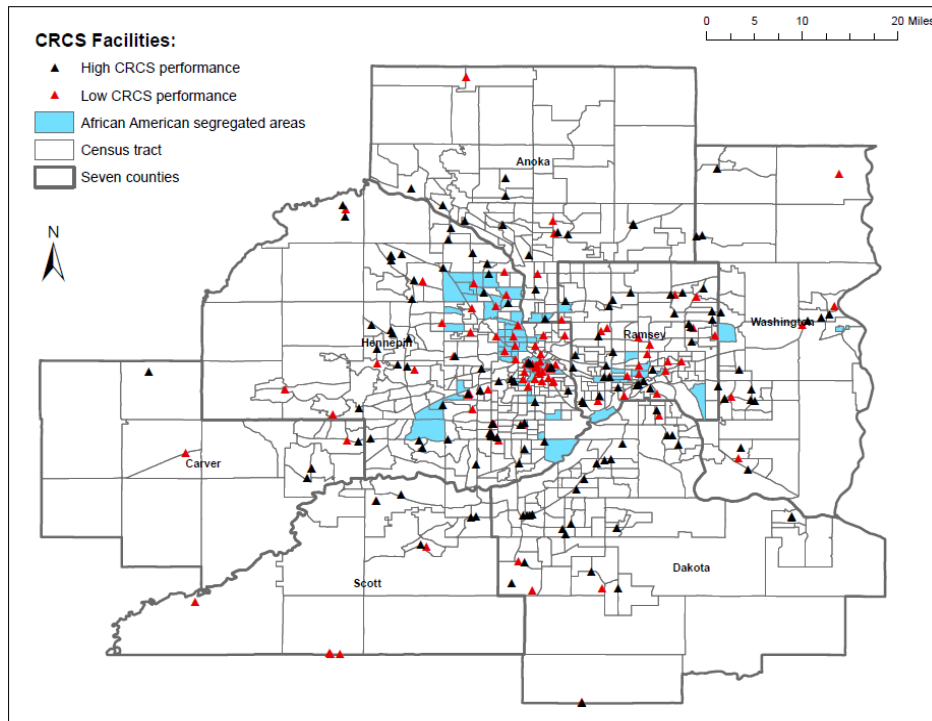 0 5 10 20 Miles
CRCS Facilities:
High CRCS performance
Low CRCS performance
African American segregated areas
Census tract
Seven counties
Anoka
N
Washington
Ramsey
Hennepin
Carver
Dakota
Scott